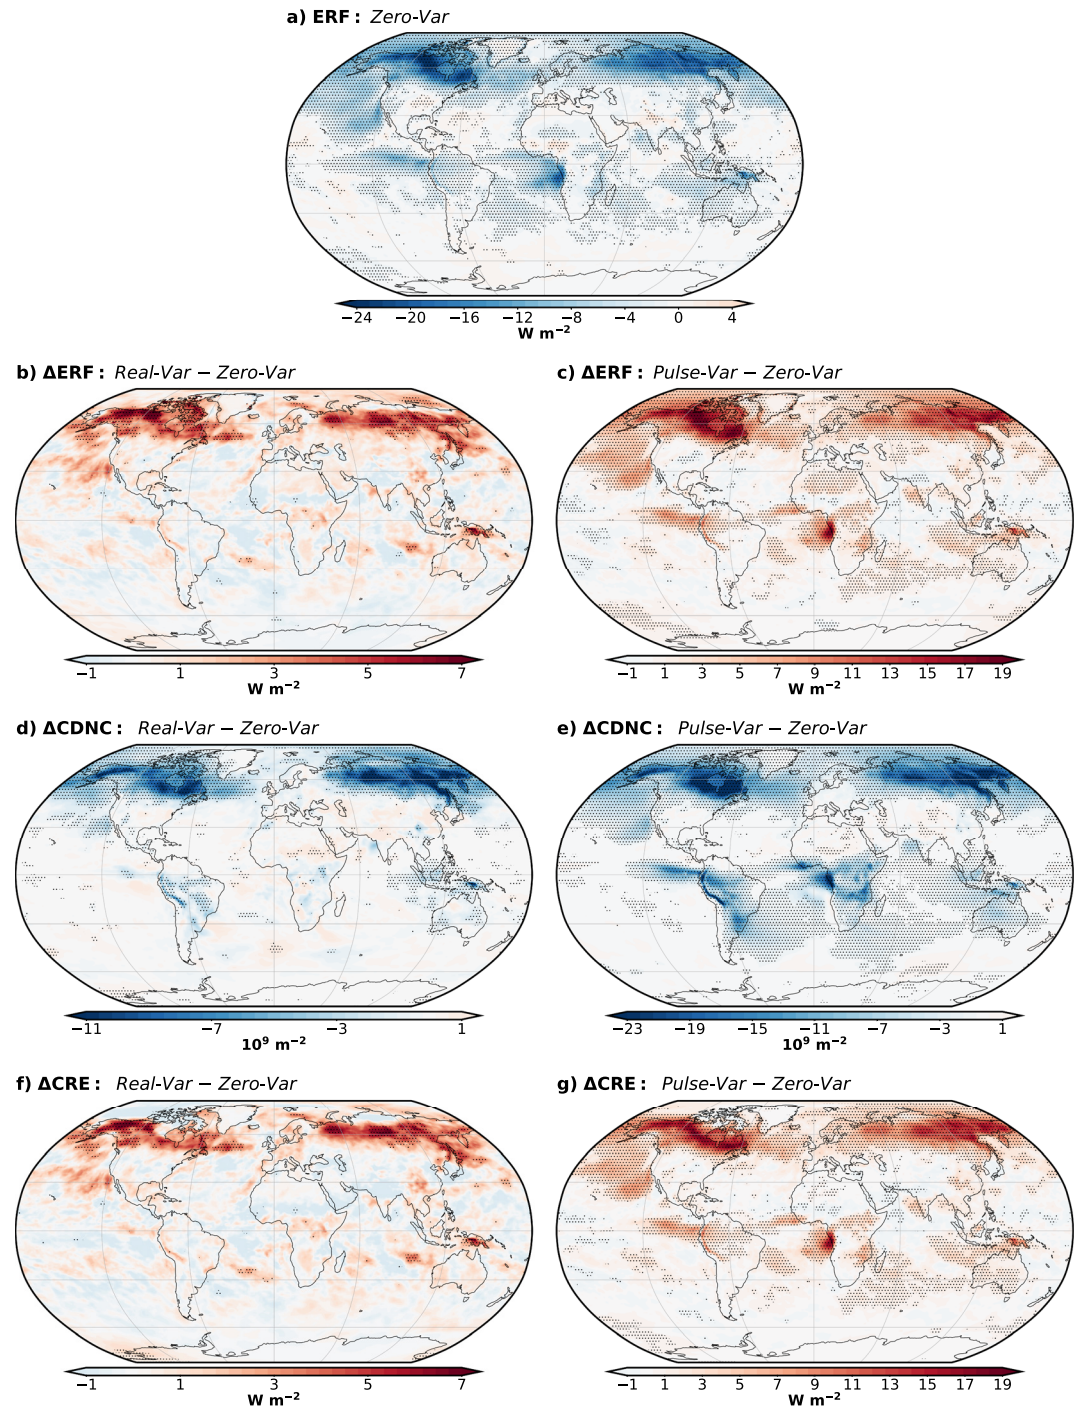 a) ERF: Zero-Var
−24 −20 −16 −12 −8 −4 0 4
W m⁻²
b) ΔERF: Real-Var − Zero-Var
−1 1 3 5 7
W m⁻²
c) ΔERF: Pulse-Var − Zero-Var
−1 1 3 5 7 9 11 13 15 17 19
W m⁻²
d) ΔCDNC: Real-Var − Zero-Var
−11 −7 −3 1
10⁹ m⁻²
e) ΔCDNC: Pulse-Var − Zero-Var
−23 −19 −15 −10 −7 −3 1
10⁹ m⁻²
f) ΔCRE: Real-Var − Zero-Var
−1 1 3 5 7
W m⁻²
g) ΔCRE: Pulse-Var − Zero-Var
−1 1 3 5 7 9 11 13 15 17 19
W m⁻²